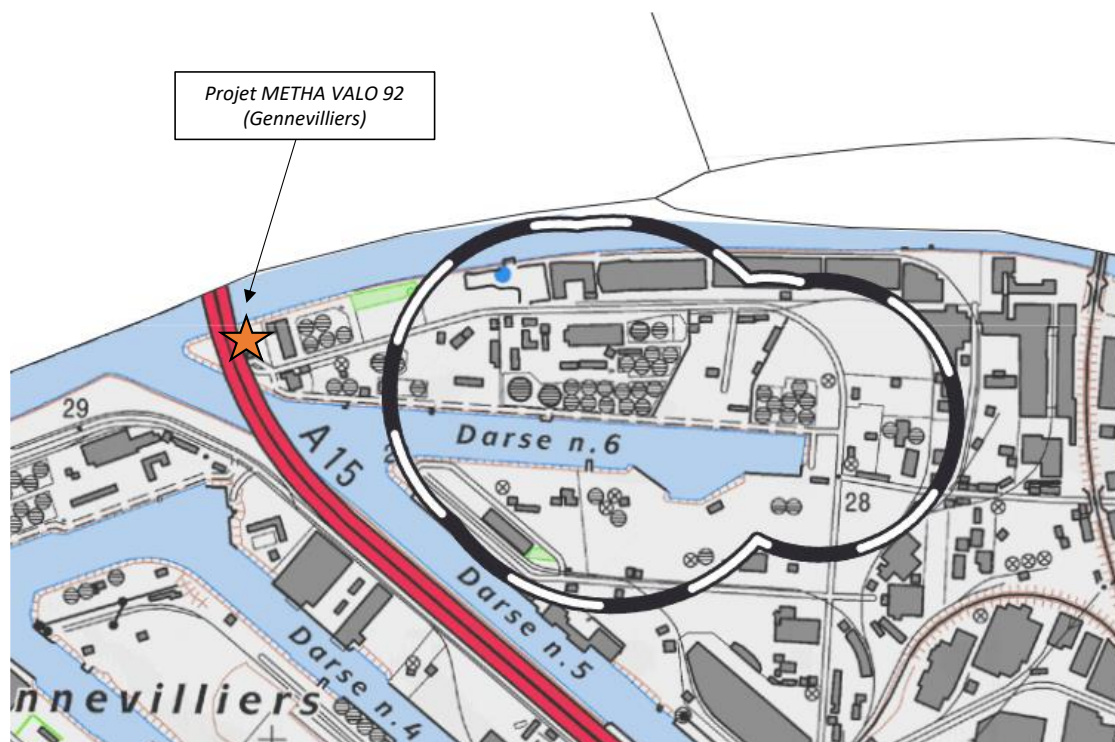 Projet METHA VALO 92
(Gennevilliers)
29
A15
Darse n.6
28
Darse n.5
Darse n.4
nnevilliers